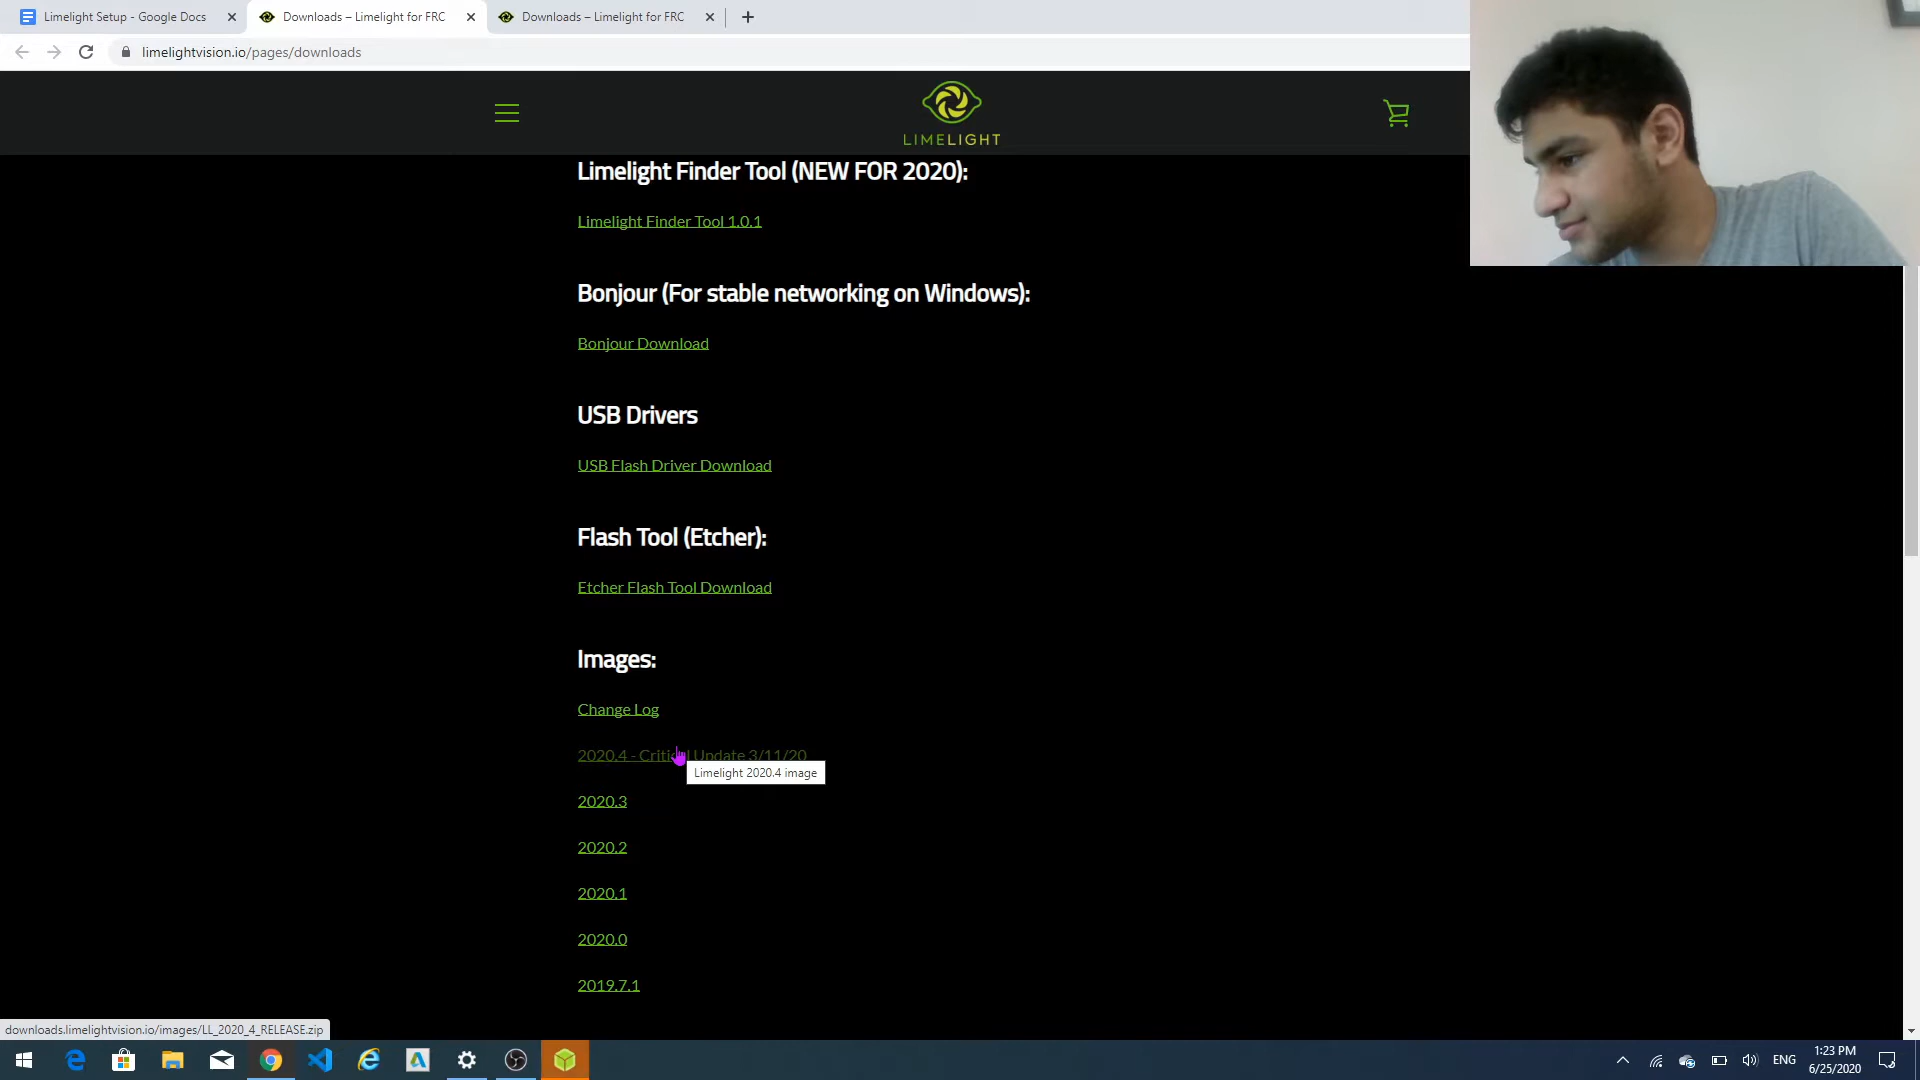 Limelight Setup - Google Docs
Downloads – Limelight for FRC
Downloads – Limelight for FRC
limelightvision.io/pages/downloads
LIMELIGHT
Limelight Finder Tool (NEW FOR 2020):
Limelight Finder Tool 1.0.1
Bonjour (For stable networking on Windows):
Bonjour Download
USB Drivers
USB Flash Driver Download
Flash Tool (Etcher):
Etcher Flash Tool Download
Images:
Change Log
2020.4 - Critical Update 3/11/20
Limelight 2020.4 image
2020.3
2020.2
2020.1
2020.0
2019.7.1
downloads.limelightvision.io/images/LL_2020_4_RELEASE.zip
ENG
1:23 PM
6/25/2020